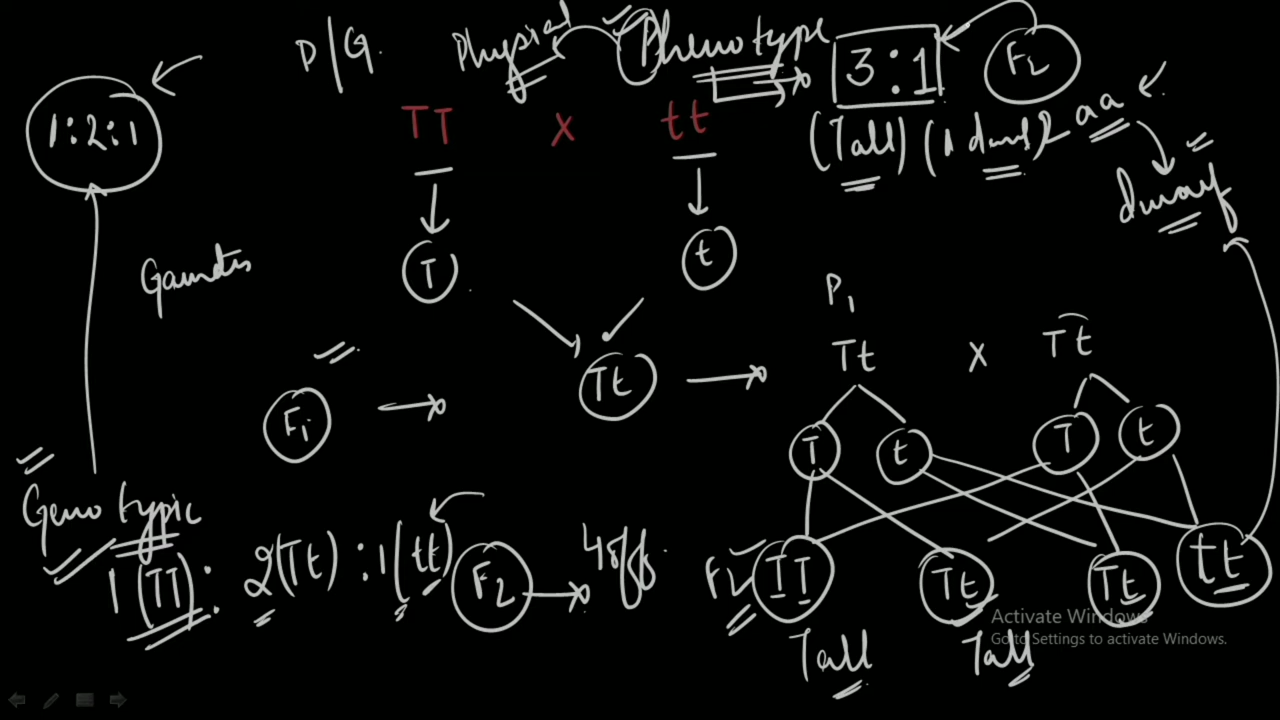 P/G. Physical Phenotype 3:1 F2
1:2:1 TT x tt (Tall) (1 dwarf) aa
dwarf
Gametes T t
P1
F1 Tt Tt x Tt
T t T t
Genotypic
1(TT): 2(Tt) :1(tt) F2 4 off. F2 TT Tt Tt tt
Tall Tall
Activate Windows
Go to Settings to activate Windows.